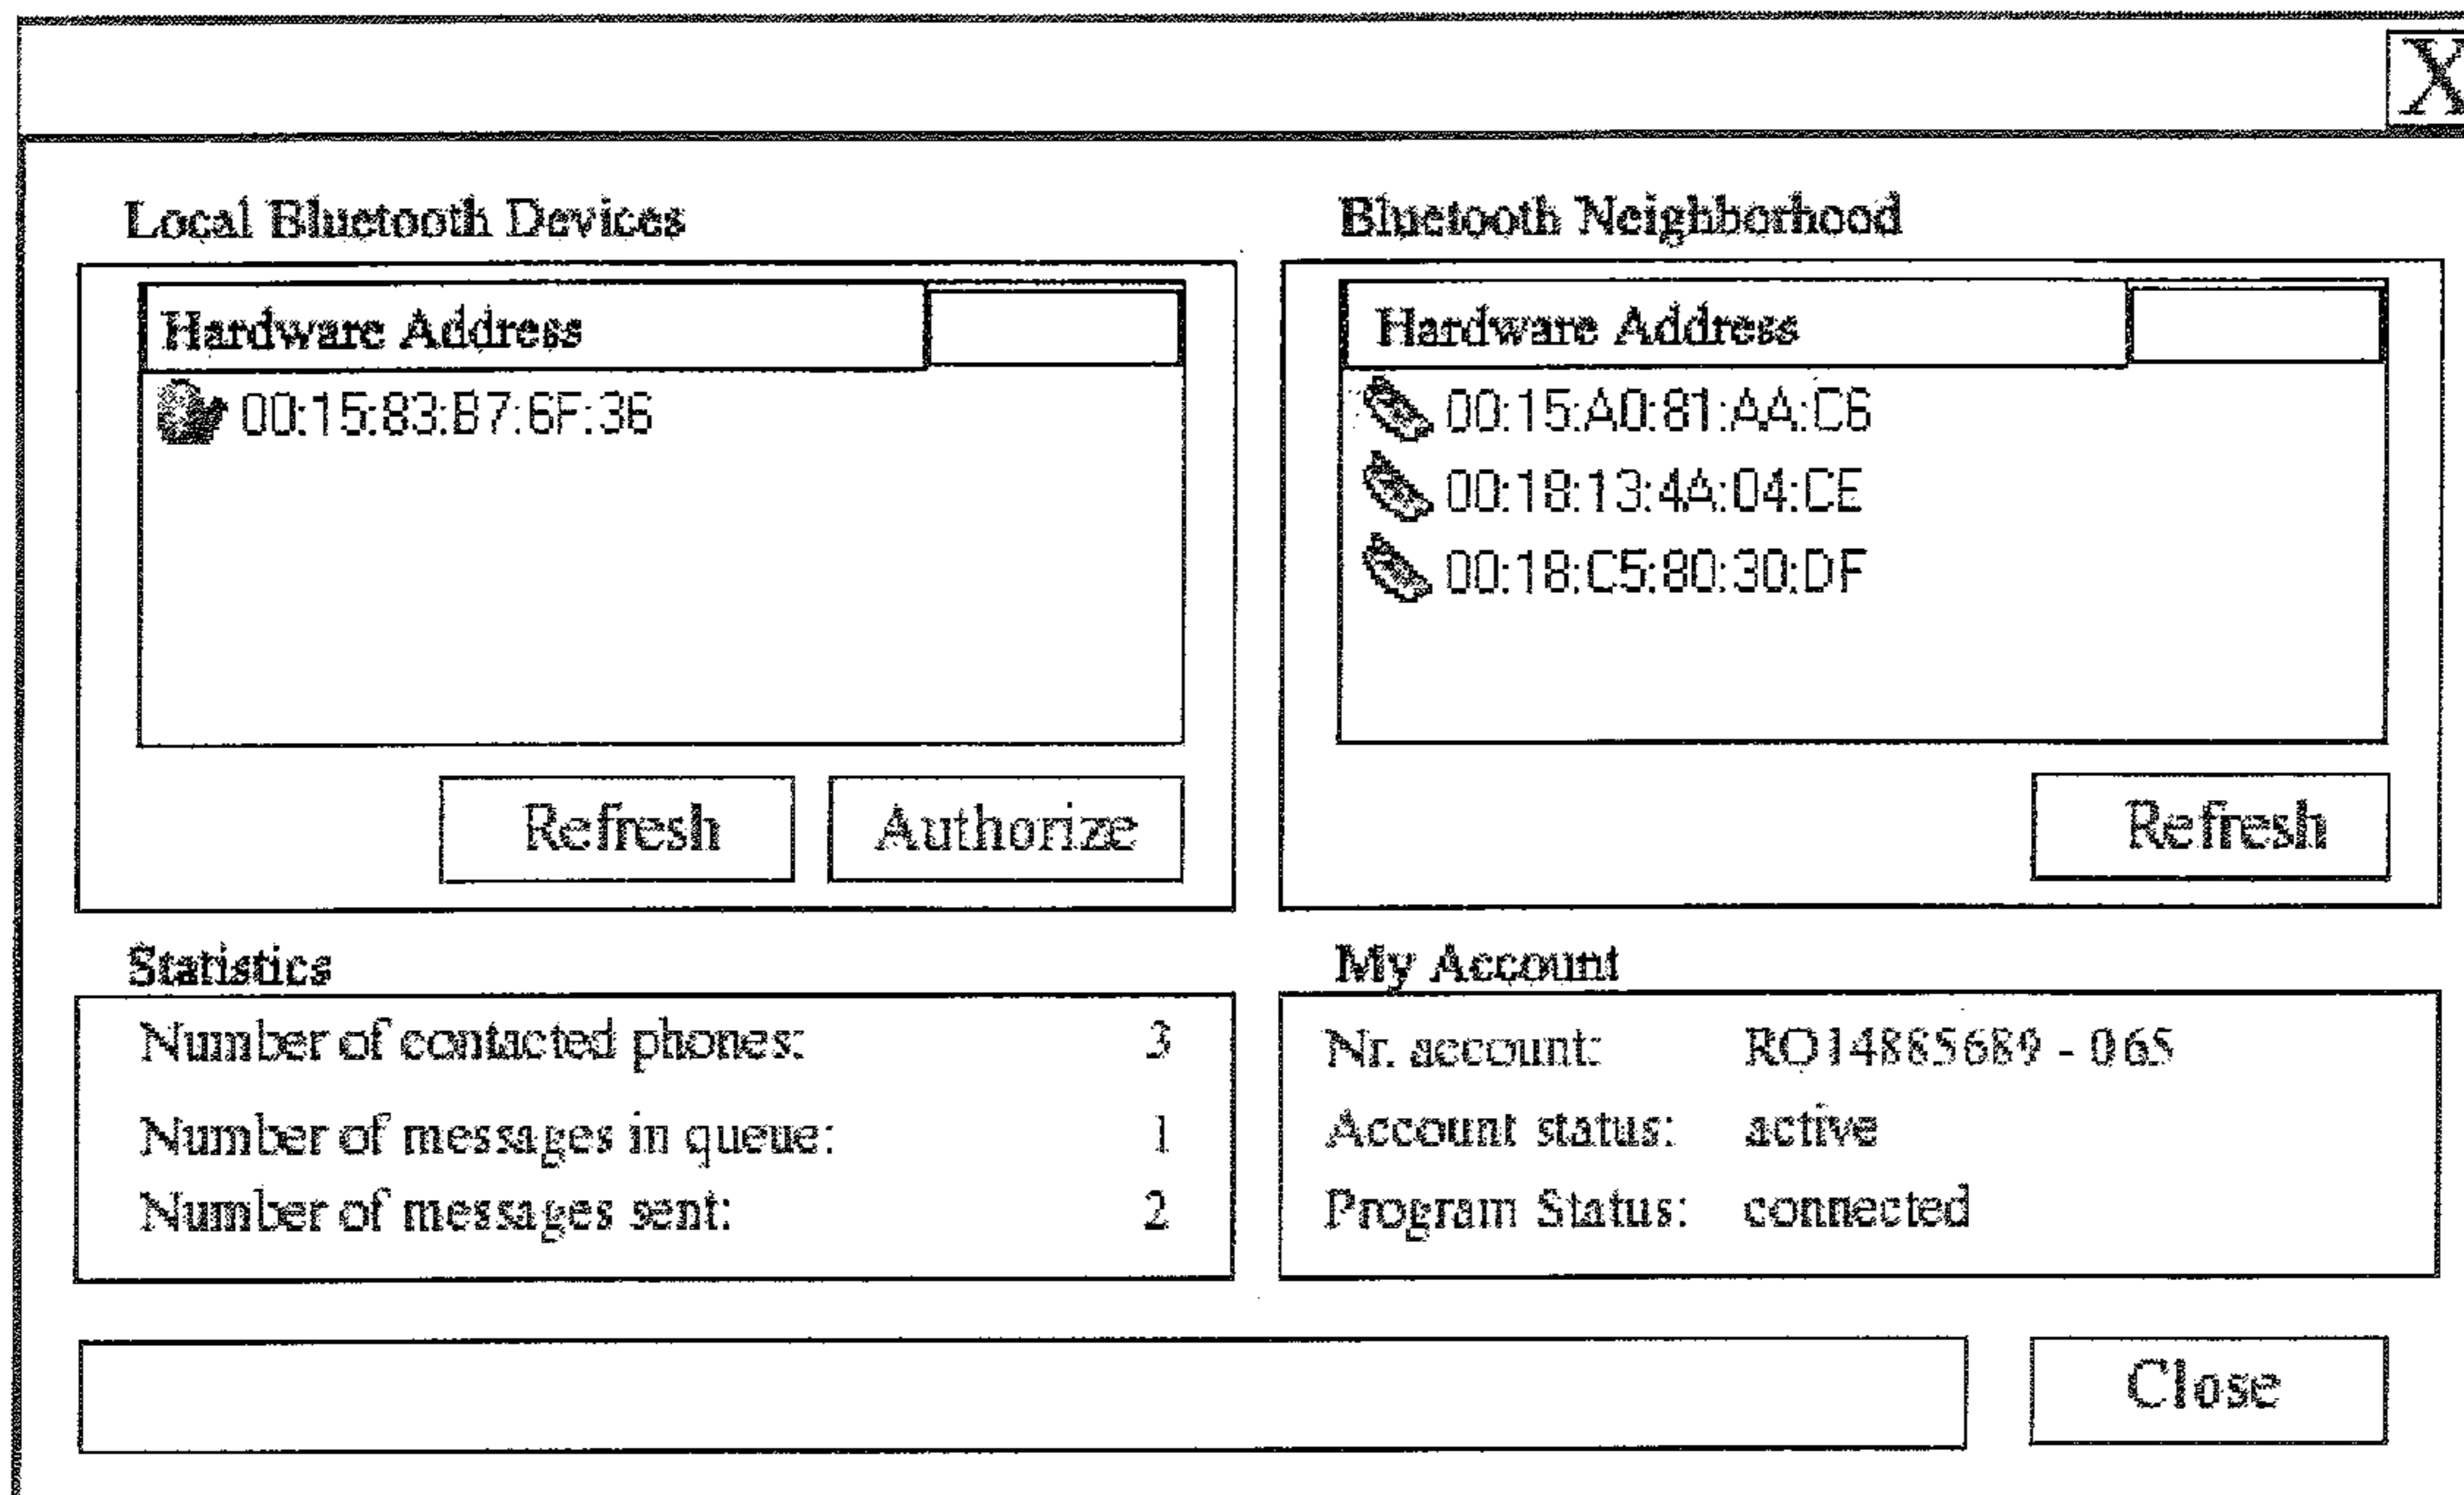 X
Local Bluetooth Devices
Hardware Address
00:15:83:B7:6F:36
Refresh Authorize
Bluetooth Neighborhood
Hardware Address
00:15:A0:81:AA:C6
00:18:13:4A:04:CE
00:18:C5:80:30:DF
Refresh
Statistics
Number of contacted phones: 3
Number of messages in queue: 1
Number of messages sent: 2
My Account
Nr. account: RO14885689 - 065
Account status: active
Program Status: connected
Close